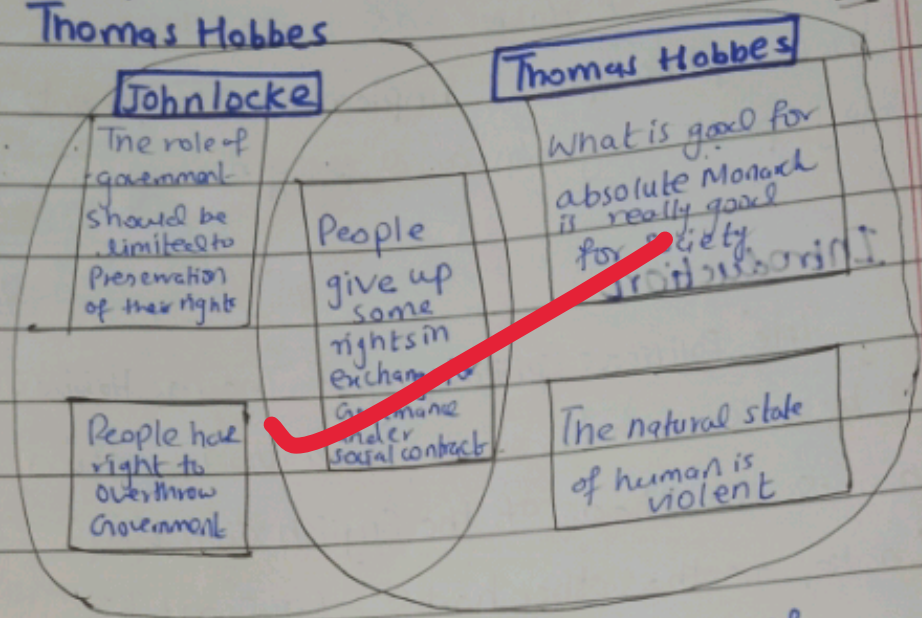 Thomas Hobbes
John locke
The role of
government
should be
limited to
Preservation
of their rights
People have
right to
overthrow
Government
People
give up
some
rights in
exchange
Governance
under
social contract
Thomas Hobbes
What is good for
absolute Monarch
is really good
for society
The natural state
of human is
violent